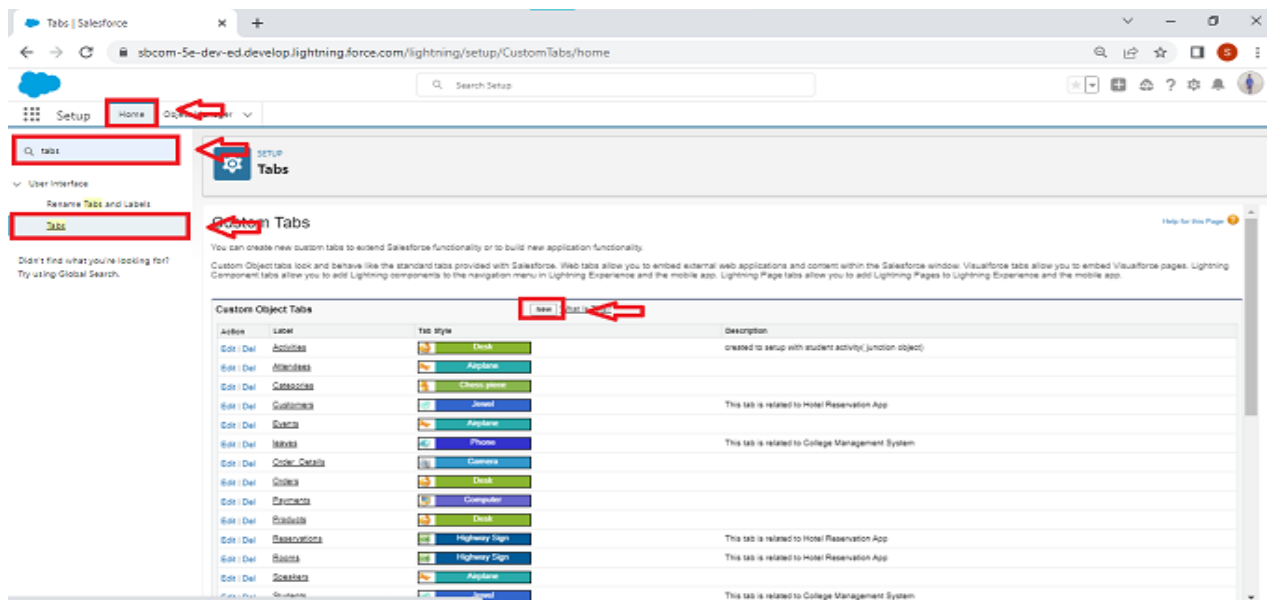 Tabs | Salesforce
sbcom-5e-dev-ed.develop.lightning.force.com/lightning/setup/CustomTabs/home
S
Search Setup
Setup Home
tabs
User Interface
Rename Tabs and Labels
Tabs
Didn't find what you're looking for?
Try using Global Search.
SETUP
Tabs
Custom Tabs
Help for this Page
You can create new custom tabs to extend Salesforce functionality or to build new application functionality.
Custom Object tabs look and behave like the standard tabs provided with Salesforce. Web tabs allow you to embed external web applications and content within the Salesforce window. Visualforce tabs allow you to embed Visualforce pages. Lightning
Component tabs allow you to add Lightning components to the navigation menu in Lightning Experience and the mobile app. Lightning Page tabs allow you to add Lightning Pages to Lightning Experience and the mobile app.
Custom Object Tabs New
Action Label Tab Style Description
Edit | Del Activities Desk created to setup with student activity( junction object)
Edit | Del Attendees Airplane
Edit | Del Categories Chess piece
Edit | Del Customers Jewel This tab is related to Hotel Reservation App
Edit | Del Events Airplane
Edit | Del Phone This tab is related to College Management System
Edit | Del Order Details Camera
Edit | Del Orders Desk
Edit | Del Payments Computer
Edit | Del Products Desk
Edit | Del Reservations Highway Sign This tab is related to Hotel Reservation App
Edit | Del Rooms Highway Sign This tab is related to Hotel Reservation App
Edit | Del Speakers Airplane
Edit | Del Students Jewel This tab is related to College Management System